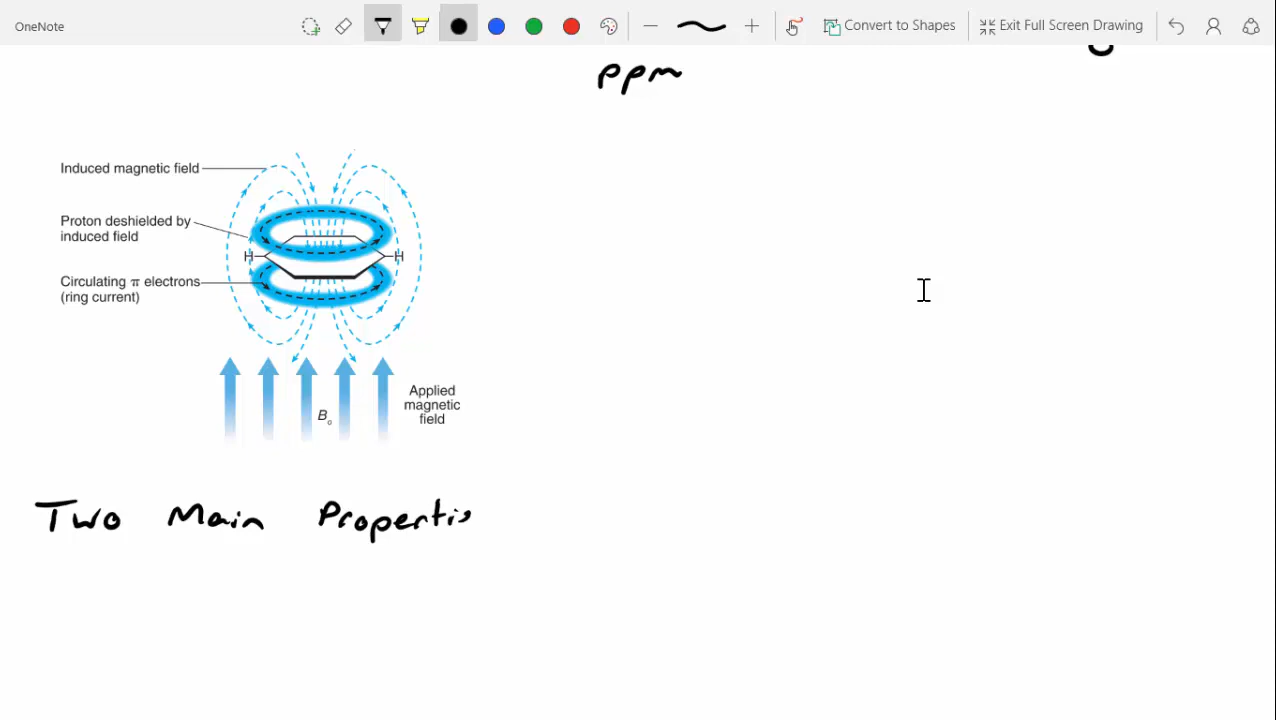 OneNote
Convert to Shapes
Exit Full Screen Drawing
ppm
Induced magnetic field
Proton deshielded by
induced field
H
H
Circulating π electrons
(ring current)
Applied
magnetic
field
B₀
Two Main Properti